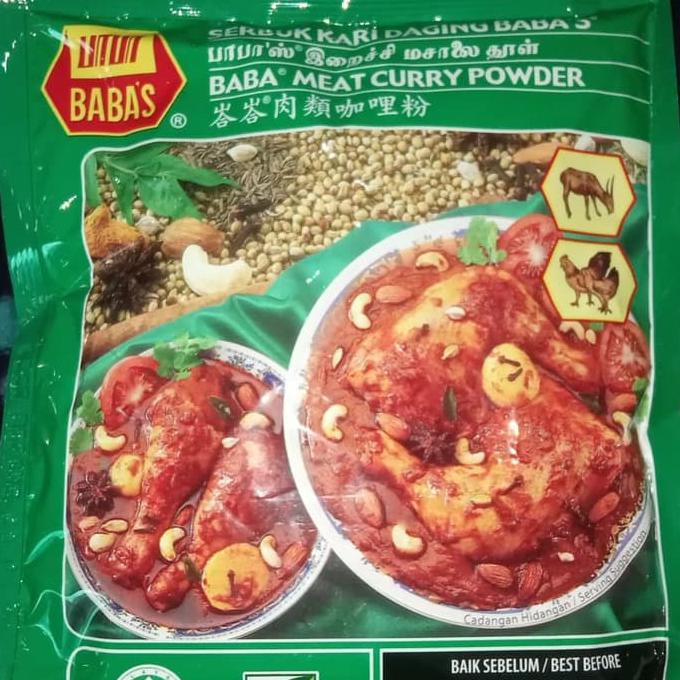 SERBUK KARI DAGING BABA'S®
பாபா'ஸ்® இறைச்சி மசாலை தூள்
BABA® MEAT CURRY POWDER
峇峇®肉類咖哩粉
BABA'S ®
Cadangan Hidangan / Serving Suggestion
BAIK SEBELUM / BEST BEFORE